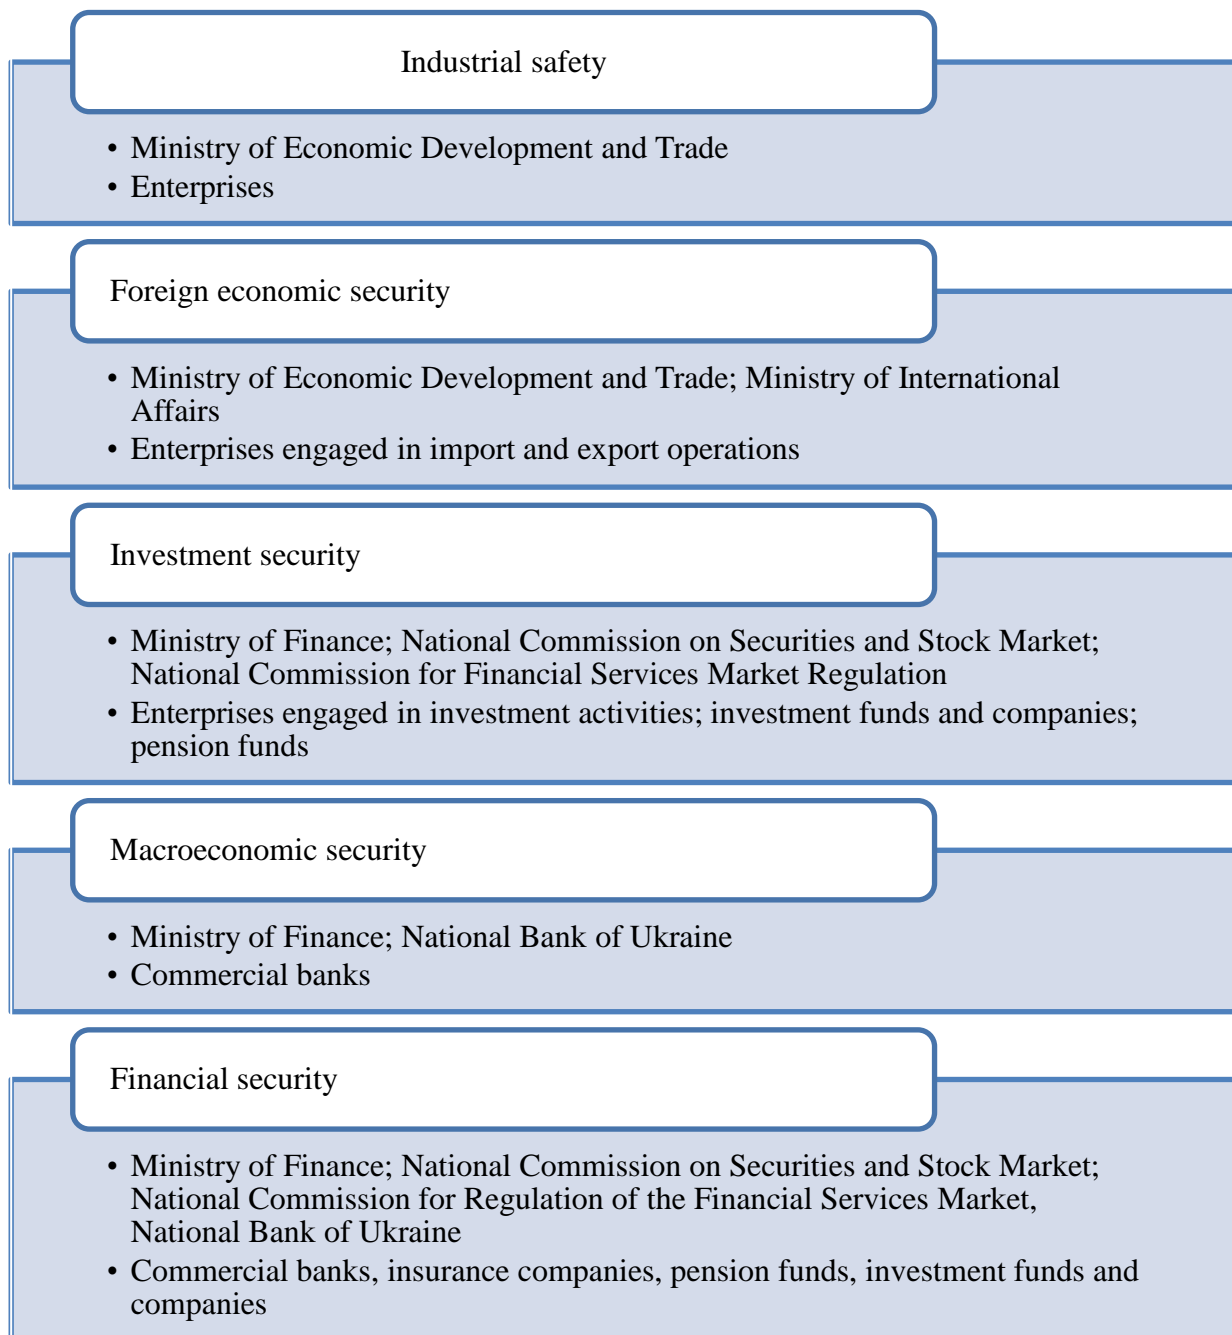 Industrial safety
• Ministry of Economic Development and Trade
• Enterprises
Foreign economic security
• Ministry of Economic Development and Trade; Ministry of International
Affairs
• Enterprises engaged in import and export operations
Investment security
• Ministry of Finance; National Commission on Securities and Stock Market;
National Commission for Financial Services Market Regulation
• Enterprises engaged in investment activities; investment funds and companies;
pension funds
Macroeconomic security
• Ministry of Finance; National Bank of Ukraine
• Commercial banks
Financial security
• Ministry of Finance; National Commission on Securities and Stock Market;
National Commission for Regulation of the Financial Services Market,
National Bank of Ukraine
• Commercial banks, insurance companies, pension funds, investment funds and
companies